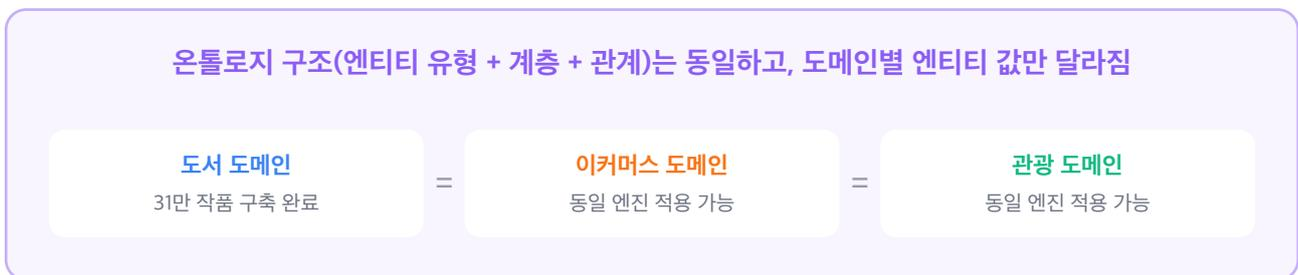 온톨로지 구조(엔티티 유형 + 계층 + 관계)는 동일하고, 도메인별 엔티티 값만 달라짐
도서 도메인
31만 작품 구축 완료
=
이커머스 도메인
동일 엔진 적용 가능
=
관광 도메인
동일 엔진 적용 가능